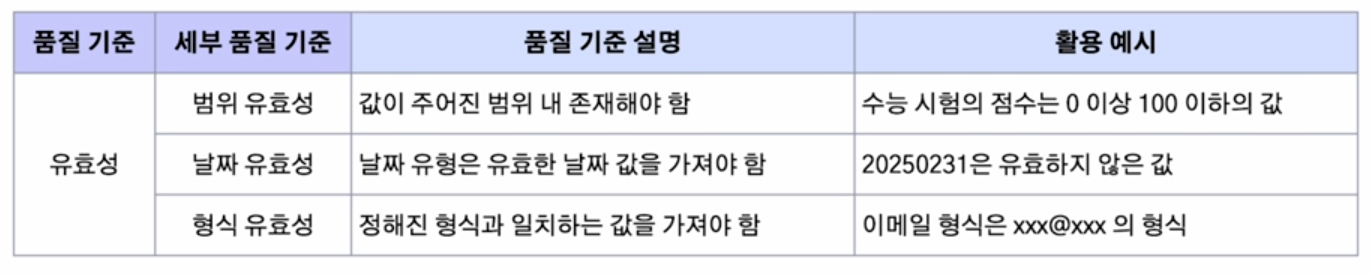 품질 기준 세부 품질 기준 품질 기준 설명 활용 예시
범위 유효성 값이 주어진 범위 내 존재해야 함 수능 시험의 점수는 0 이상 100 이하의 값
유효성 날짜 유효성 날짜 유형은 유효한 날짜 값을 가져야 함 20250231은 유효하지 않은 값
형식 유효성 정해진 형식과 일치하는 값을 가져야 함 이메일 형식은 xxx@xxx 의 형식